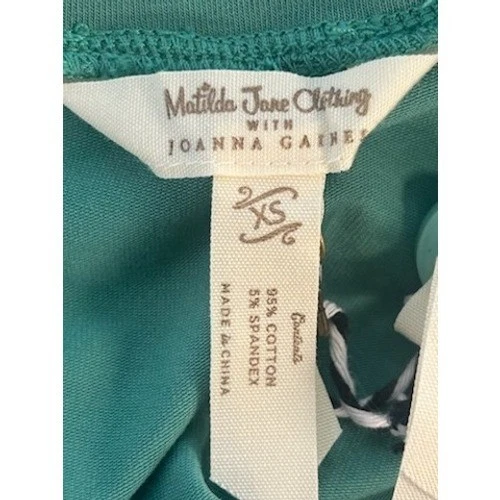 Matilda Jane Clothing
WITH
JOANNA GAINES
XS
Contents
95% COTTON
5% SPANDEX
MADE in CHINA